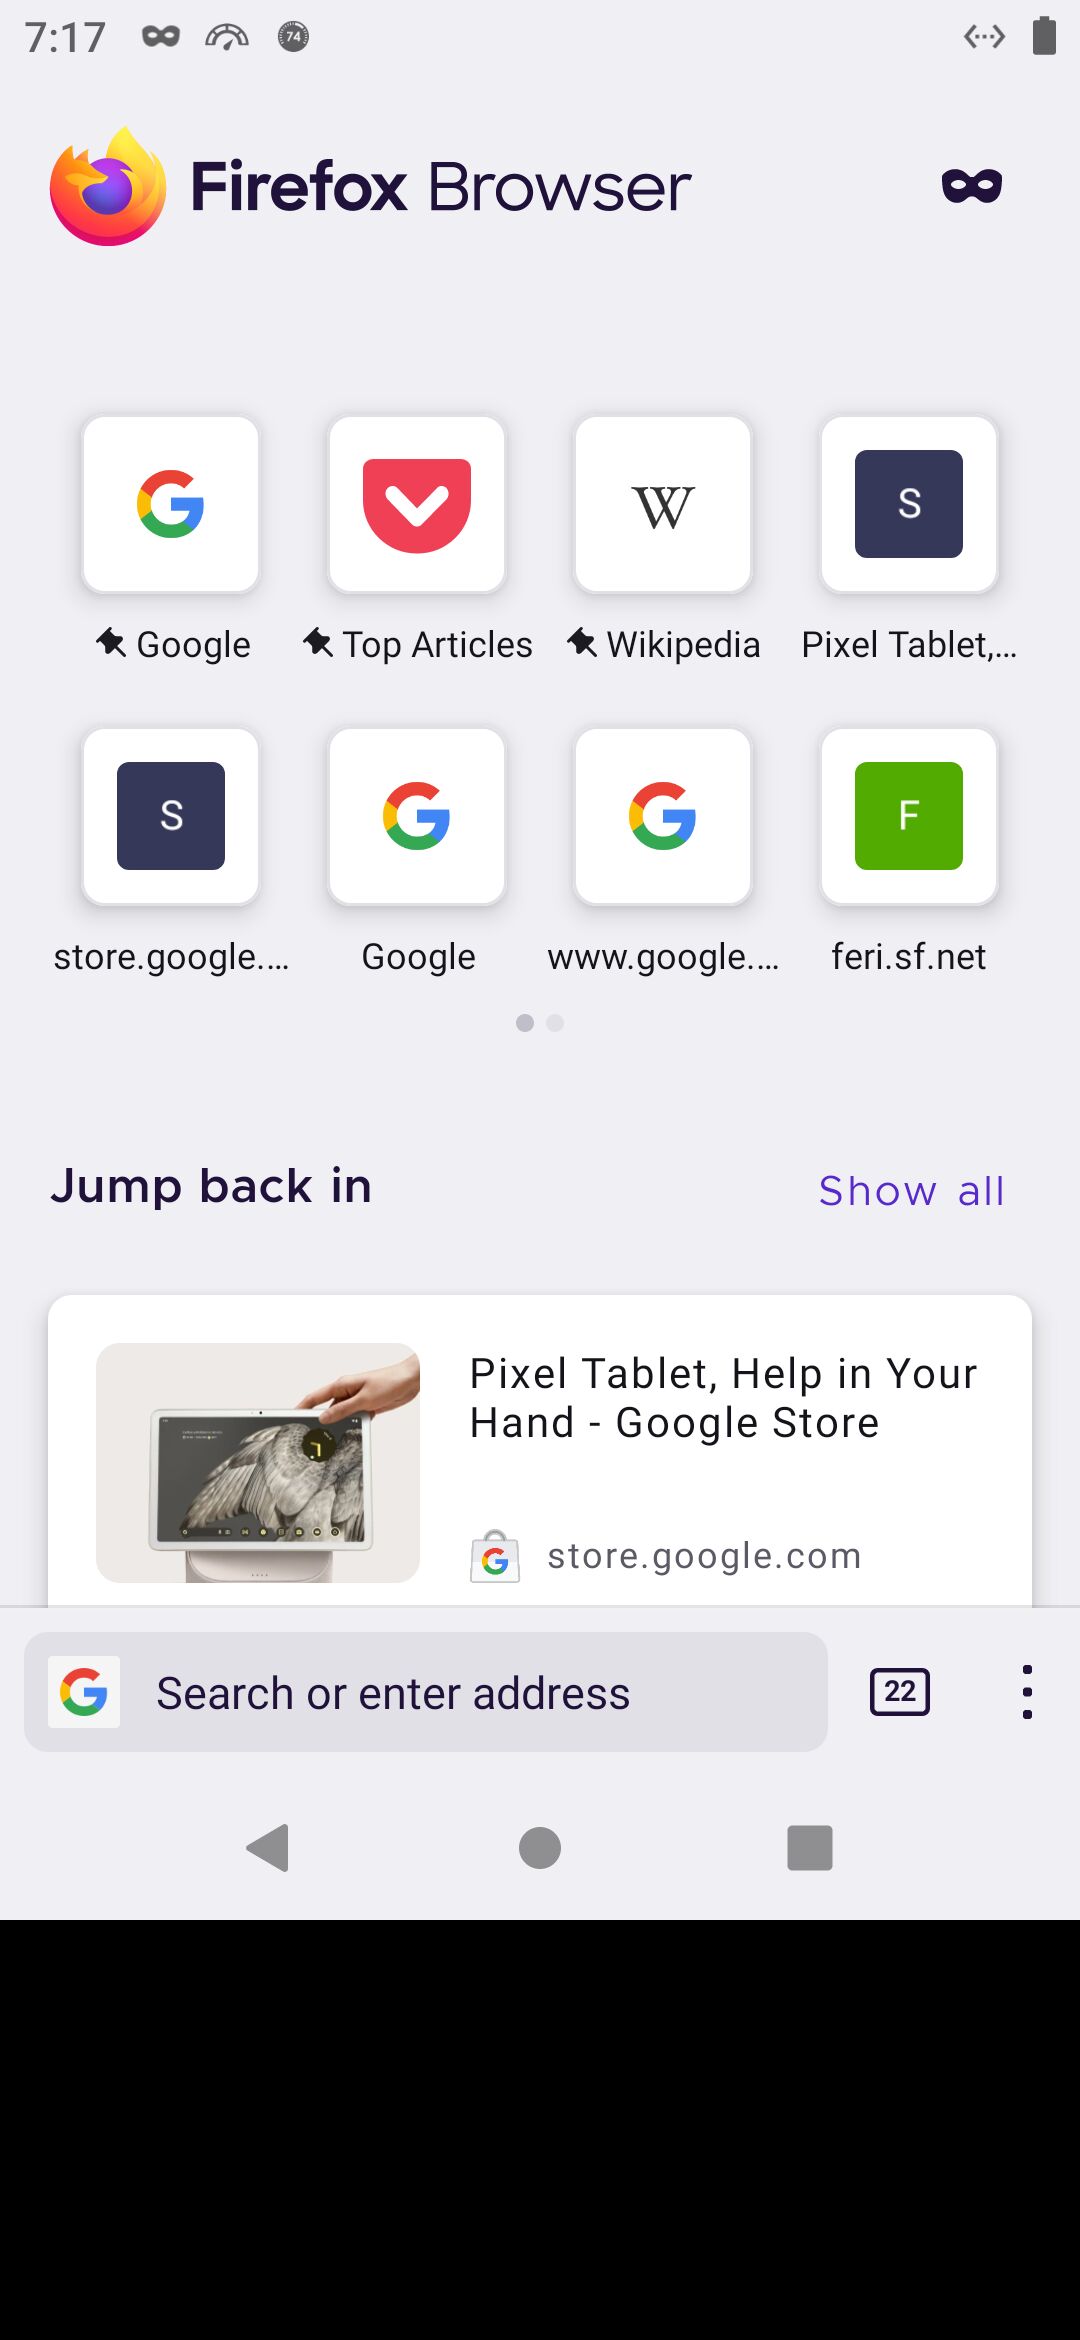 7:17
74
Firefox Browser
W
S
Google
Top Articles
Wikipedia
Pixel Tablet,...
S
F
store.google....
Google
www.google....
feri.sf.net
Jump back in
Show all
Pixel Tablet, Help in Your
Hand - Google Store
store.google.com
Search or enter address
22